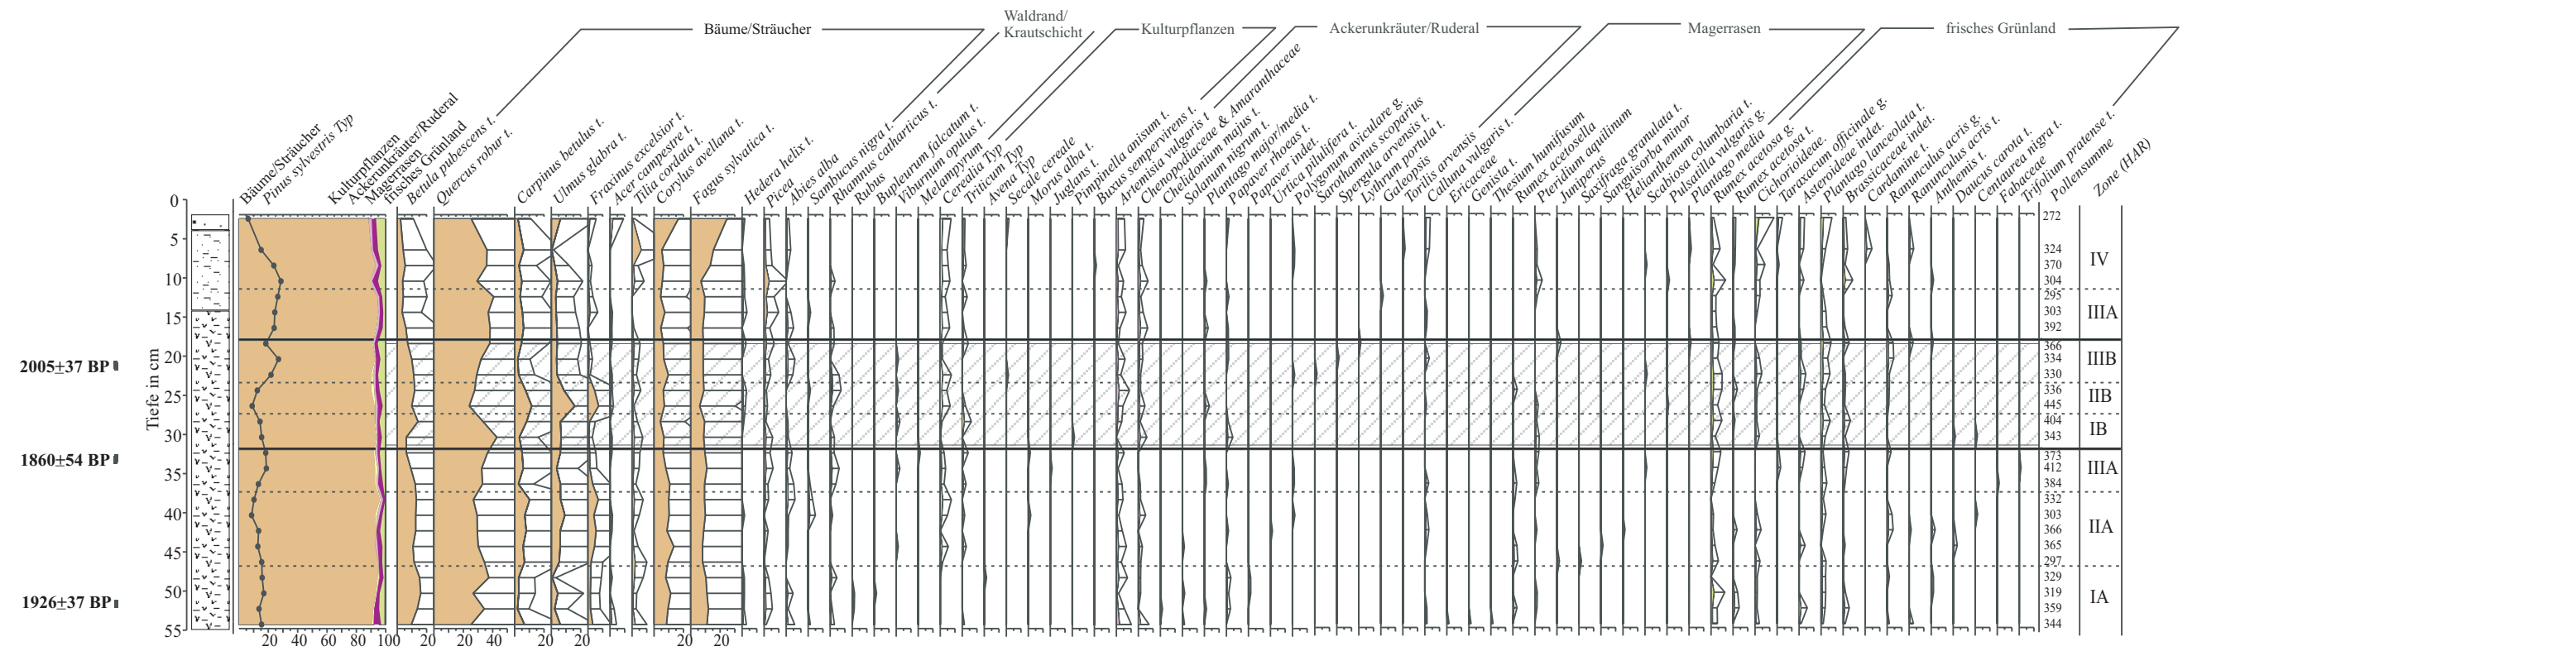 Bäume/Sträucher
Waldrand/
Krautschicht
Kulturpflanzen
Ackerunkräuter/Ruderal
Magerrasen
frisches Grünland
Bäume/Sträucher
Pinus sylvestris Typ
Kulturpflanzen
Ackerunkräuter/Ruderal
Magerrasen
frisches Grünland
Betula pubescens t.
Quercus robur t.
Carpinus betulus t.
Ulmus glabra t.
Fraxinus excelsior t.
Acer campestre t.
Tilia cordata t.
Corylus avellana t.
Fagus sylvatica t.
Hedera helix t.
Picea
Abies alba
Sambucus nigra t.
Rhamnus catharticus t.
Rubus
Bupleurum falcatum t.
Viburnum opulus t.
Melampyrum t.
Cerealia Typ
Triticum Typ
Avena Typ
Secale cereale
Morus alba t.
Juglans t.
Pimpinella anisum t.
Buxus sempervirens t.
Artemisia vulgaris t
Chenopodiaceae & Amaranthaceae
Chelidonium majus t.
Solanum nigrum t.
Plantago major/media t.
Papaver rhoeas t.
Papaver indet.
Urtica pilulifera t.
Polygonum aviculare g.
Sarothamnus scoparius
Spergula arvensis t.
Lythrum portula t.
Galeopsis
Torilis arvensis
Calluna vulgaris t.
Ericaceae
Genista t.
Thesium humifusum
Rumex acetosella
Pteridium aquilinum
Juniperus
Saxifraga granulata t.
Sanguisorba minor
Helianthemum
Scabiosa columbaria t.
Pulsatilla vulgaris g.
Plantago media
Rumex acetosa g.
Rumex acetosa t.
Cichorioideae.
Taraxacum officinale g.
Asteroideae indet.
Plantago lanceolata t.
Brassicaceae indet.
Cardamine t.
Ranunculus acris g.
Ranunculus acris t.
Anthemis t.
Daucus carota t.
Centaurea nigra t.
Fabaceae
Trifolium pratense t.
Pollensumme
Zone (HAR)
Tiefe in cm
0
5
10
15
20
25
30
35
40
45
50
55
2005±37 BP
1860±54 BP
1926±37 BP
272
324
370
304
295
303
392
366
334
330
336
445
404
343
373
412
384
332
303
366
365
297
329
319
359
344
IV
IIIA
IIIB
IIB
IB
IIIA
IIA
IA
20 40 60 80 100 20 20 40 20 20 20 20